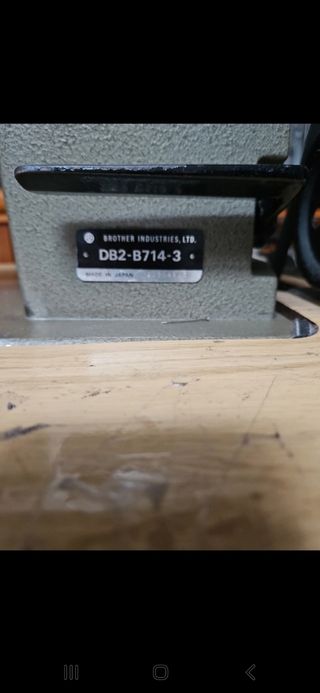 BROTHER INDUSTRIES, LTD.
DB2-B714-3
MADE IN JAPAN